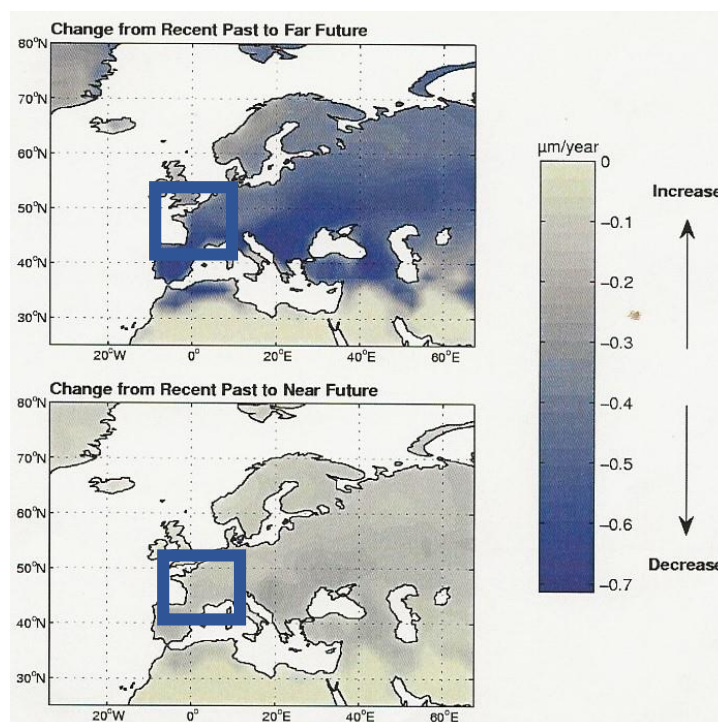 Change from Recent Past to Far Future
80°N
70°N
60°N
50°N
40°N
30°N
20°W
0°
20°E
40°E
60°E
Change from Recent Past to Near Future
80°N
70°N
60°N
50°N
40°N
30°N
20°W
0°
20°E
40°E
60°E
µm/year
0
−0.1
−0.2
−0.3
−0.4
−0.5
−0.6
−0.7
Increase
Decrease